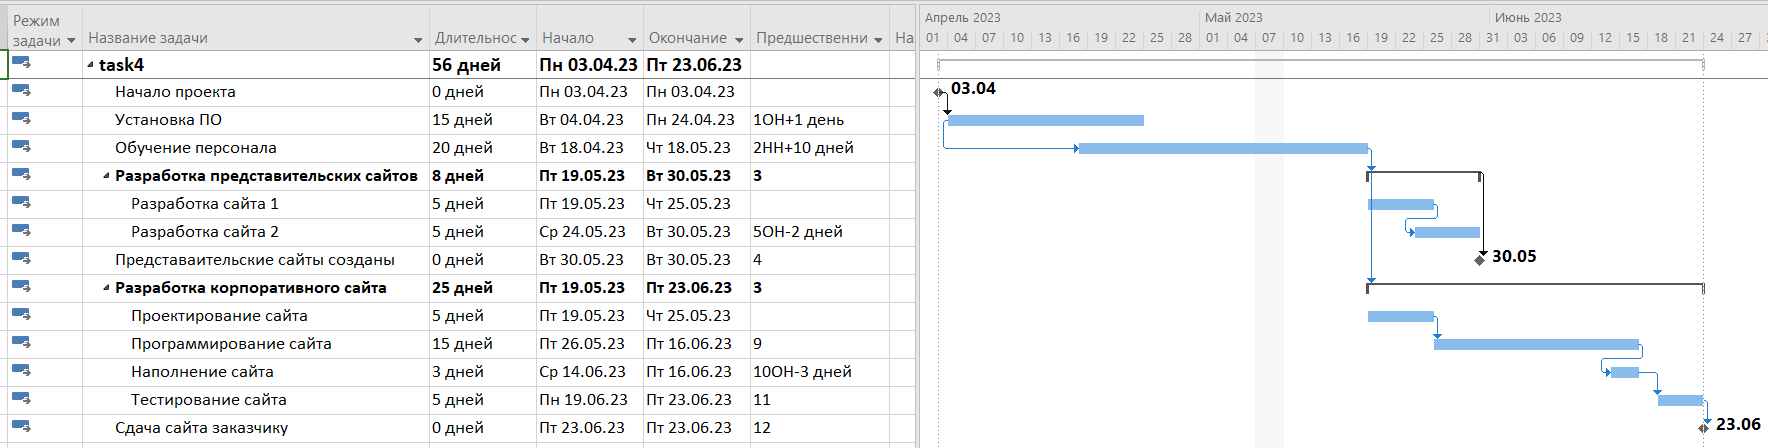 Режим задачи Название задачи Длительнос Начало Окончание Предшественни На
task4 56 дней Пн 03.04.23 Пт 23.06.23
Начало проекта 0 дней Пн 03.04.23 Пн 03.04.23
Установка ПО 15 дней Вт 04.04.23 Пн 24.04.23 1ОН+1 день
Обучение персонала 20 дней Вт 18.04.23 Чт 18.05.23 2НН+10 дней
Разработка представительских сайтов 8 дней Пт 19.05.23 Вт 30.05.23 3
Разработка сайта 1 5 дней Пт 19.05.23 Чт 25.05.23
Разработка сайта 2 5 дней Ср 24.05.23 Вт 30.05.23 5ОН-2 дней
Представаительские сайты созданы 0 дней Вт 30.05.23 Вт 30.05.23 4
Разработка корпоративного сайта 25 дней Пт 19.05.23 Пт 23.06.23 3
Проектирование сайта 5 дней Пт 19.05.23 Чт 25.05.23
Программирование сайта 15 дней Пт 26.05.23 Пт 16.06.23 9
Наполнение сайта 3 дней Ср 14.06.23 Пт 16.06.23 10ОН-3 дней
Тестирование сайта 5 дней Пн 19.06.23 Пт 23.06.23 11
Сдача сайта заказчику 0 дней Пт 23.06.23 Пт 23.06.23 12
Апрель 2023 Май 2023 Июнь 2023
01 04 07 10 13 16 19 22 25 28 01 04 07 10 13 16 19 22 25 28 31 03 06 09 12 15 18 21 24 27
03.04
30.05
23.06